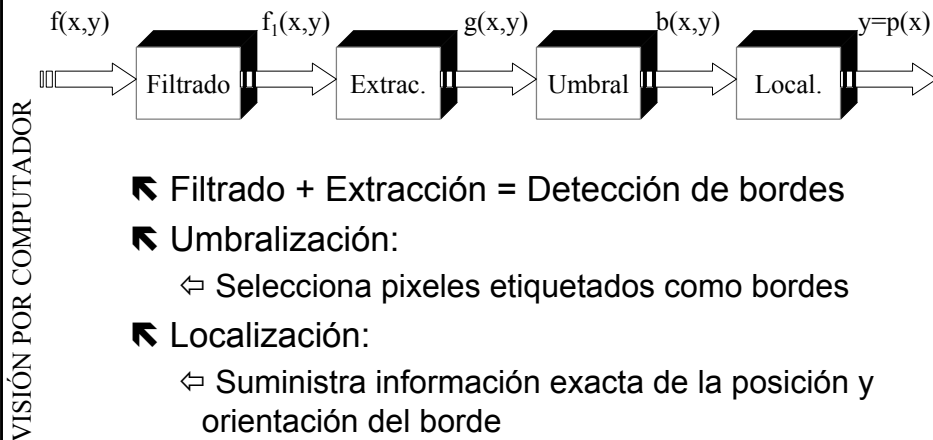 f(x,y) f₁(x,y) g(x,y) b(x,y) y=p(x)
Filtrado Extrac. Umbral Local.
VISIÓN POR COMPUTADOR
Filtrado + Extracción = Detección de bordes
Umbralización:
Selecciona pixeles etiquetados como bordes
Localización:
Suministra información exacta de la posición y
orientación del borde